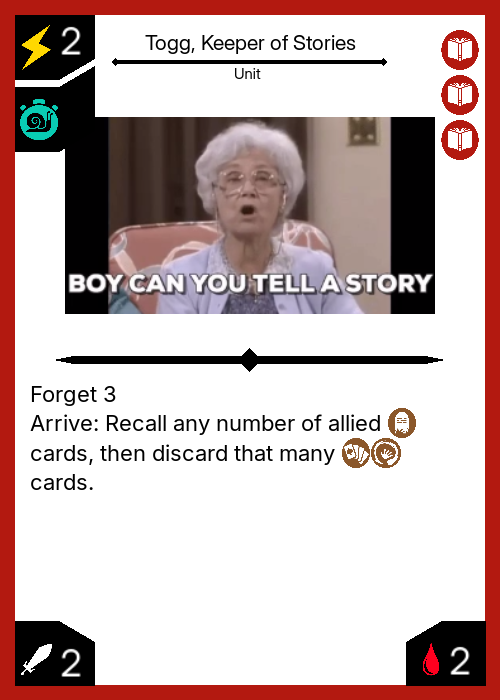 2
Togg, Keeper of Stories
Unit
BOY CAN YOU TELL A STORY
Forget 3
Arrive: Recall any number of allied
cards, then discard that many
cards.
2
2